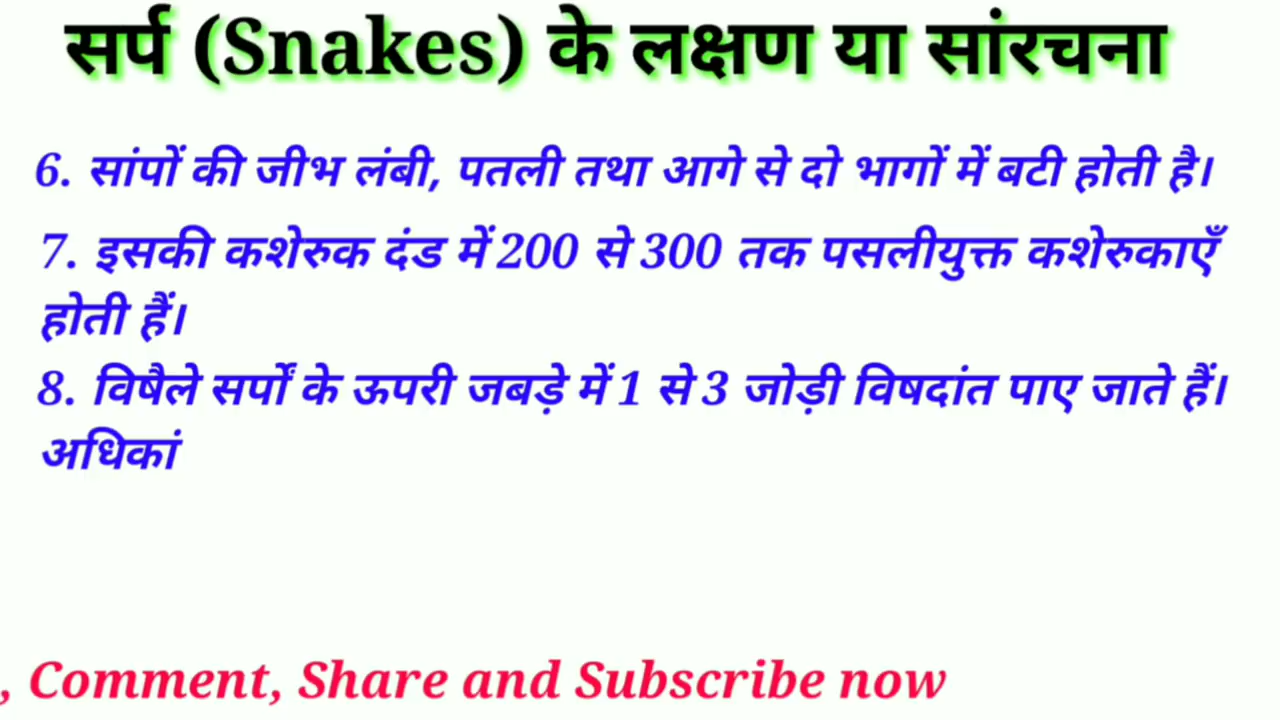 सर्प (Snakes) के लक्षण या सांरचना
6. सांपों की जीभ लंबी, पतली तथा आगे से दो भागों में बटी होती है।
7. इसकी कशेरुक दंड में 200 से 300 तक पसलीयुक्त कशेरुकाएँ
होती हैं।
8. विषैले सर्पों के ऊपरी जबड़े में 1 से 3 जोड़ी विषदांत पाए जाते हैं।
अधिकां
, Comment, Share and Subscribe now